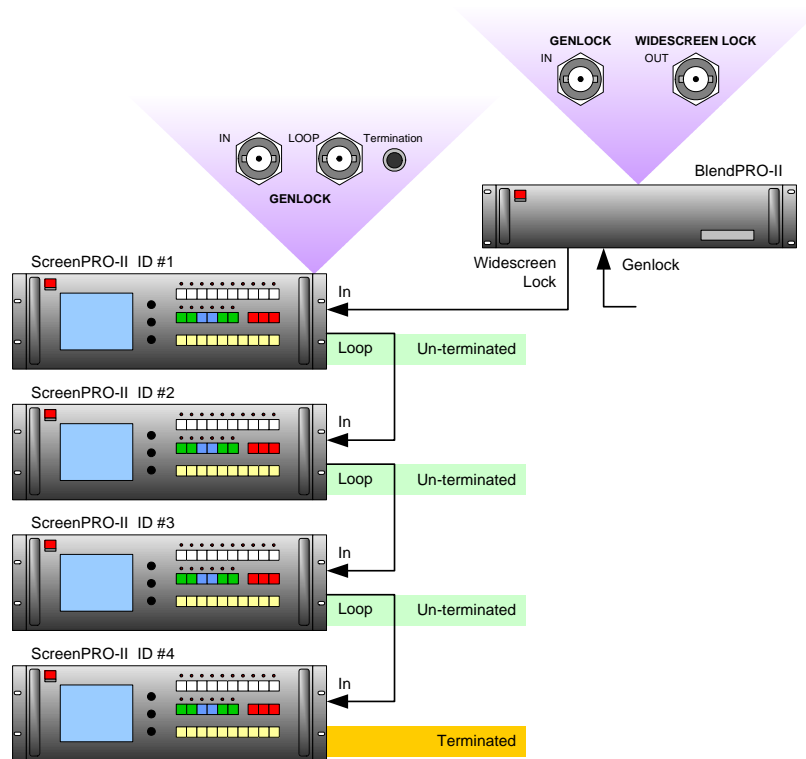 GENLOCK WIDESCREEN LOCK
IN OUT
IN LOOP Termination
GENLOCK
BlendPRO-II
Widescreen
Lock
Genlock
ScreenPRO-II ID #1
In
Loop Un-terminated
ScreenPRO-II ID #2
In
Loop Un-terminated
ScreenPRO-II ID #3
In
Loop Un-terminated
ScreenPRO-II ID #4
In
Terminated